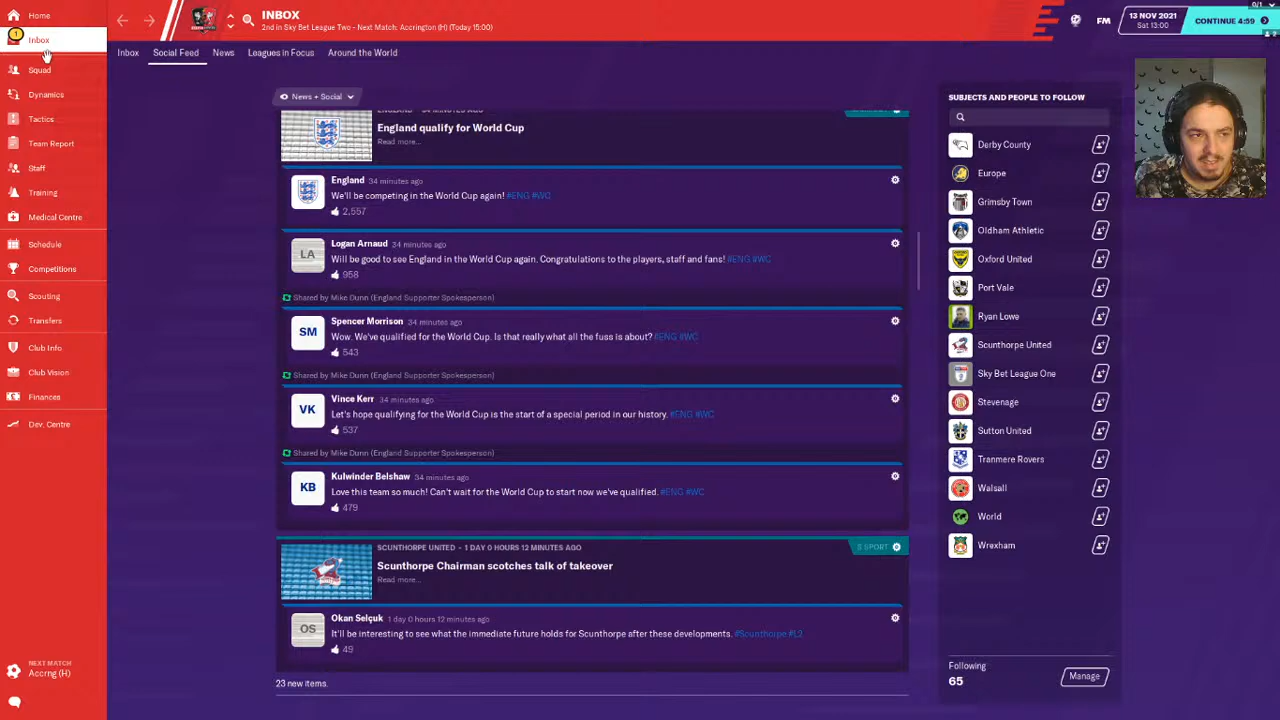 Home
1
Inbox
Squad
Dynamics
Tactics
Team Report
Staff
Training
Medical Centre
Schedule
Competitions
Scouting
Transfers
Club Info
Club Vision
Finances
Dev. Centre
NEXT MATCH
Accrng (H)
INBOX
2nd in Sky Bet League Two - Next Match: Accrington (H) (Today 15:00)
FM
13 NOV 2021
Sat 13:00
0/1
CONTINUE 4:59
2
Inbox
Social Feed
News
Leagues in Focus
Around the World
News + Social
England qualify for World Cup
Read more...
England 34 minutes ago
We'll be competing in the World Cup again! #ENG #WC
2,557
LA
Logan Arnaud 34 minutes ago
Will be good to see England in the World Cup again. Congratulations to the players, staff and fans! #ENG #WC
958
Shared by Mike Dunn (England Supporter Spokesperson)
SM
Spencer Morrison 34 minutes ago
Wow. We've qualified for the World Cup. Is that really what all the fuss is about? #ENG #WC
543
Shared by Mike Dunn (England Supporter Spokesperson)
VK
Vince Kerr 34 minutes ago
Let's hope qualifying for the World Cup is the start of a special period in our history. #ENG #WC
537
Shared by Mike Dunn (England Supporter Spokesperson)
KB
Kulwinder Belshaw 34 minutes ago
Love this team so much! Can't wait for the World Cup to start now we've qualified. #ENG #WC
479
SCUNTHORPE UNITED - 1 DAY 0 HOURS 12 MINUTES AGO
S SPORT
Scunthorpe Chairman scotches talk of takeover
Read more...
OS
Okan Selçuk 1 day 0 hours 12 minutes ago
It'll be interesting to see what the immediate future holds for Scunthorpe after these developments. #Scunthorpe #L2
49
23 new items.
SUBJECTS AND PEOPLE TO FOLLOW
Derby County
Europe
Grimsby Town
Oldham Athletic
Oxford United
Port Vale
Ryan Lowe
Scunthorpe United
Sky Bet League One
Stevenage
Sutton United
Tranmere Rovers
Walsall
World
Wrexham
Following
65
Manage